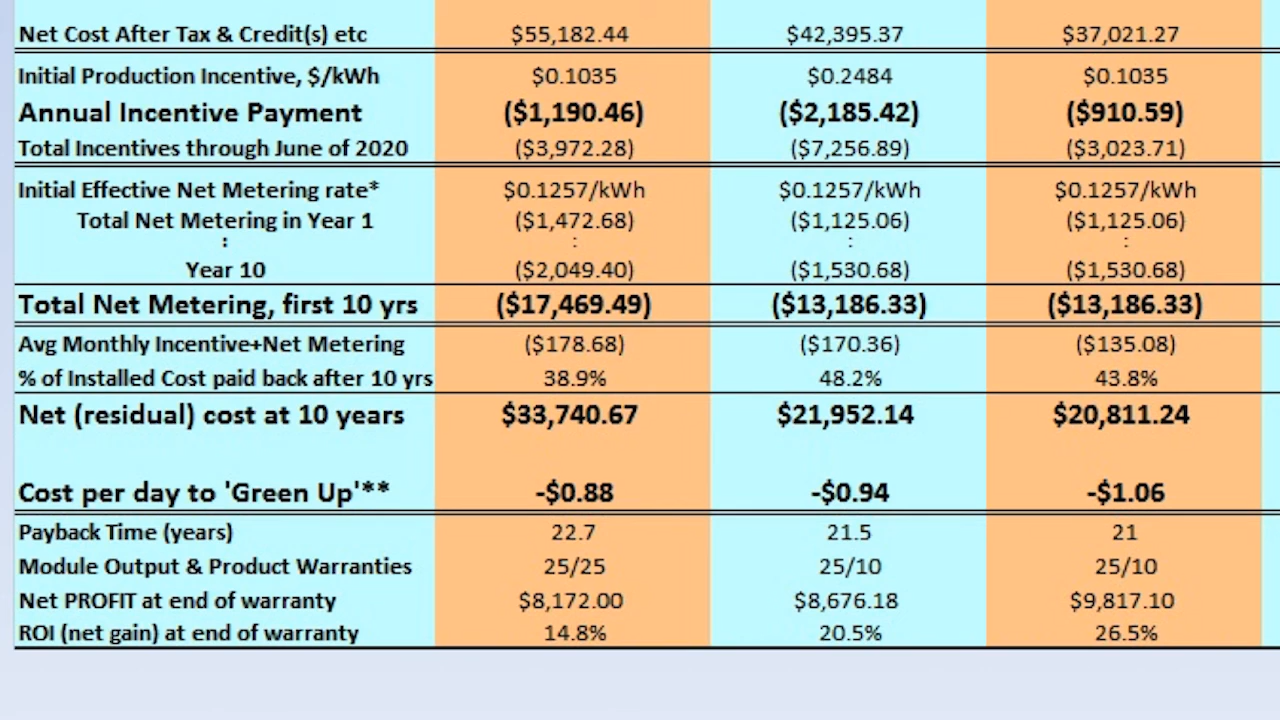 Net Cost After Tax & Credit(s) etc $55,182.44 $42,395.37 $37,021.27
Initial Production Incentive, $/kWh $0.1035 $0.2484 $0.1035
Annual Incentive Payment ($1,190.46) ($2,185.42) ($910.59)
Total Incentives through June of 2020 ($3,972.28) ($7,256.89) ($3,023.71)
Initial Effective Net Metering rate* $0.1257/kWh $0.1257/kWh $0.1257/kWh
Total Net Metering in Year 1 ($1,472.68) ($1,125.06) ($1,125.06)
: : : :
Year 10 ($2,049.40) ($1,530.68) ($1,530.68)
Total Net Metering, first 10 yrs ($17,469.49) ($13,186.33) ($13,186.33)
Avg Monthly Incentive+Net Metering ($178.68) ($170.36) ($135.08)
% of Installed Cost paid back after 10 yrs 38.9% 48.2% 43.8%
Net (residual) cost at 10 years $33,740.67 $21,952.14 $20,811.24
Cost per day to 'Green Up'** -$0.88 -$0.94 -$1.06
Payback Time (years) 22.7 21.5 21
Module Output & Product Warranties 25/25 25/10 25/10
Net PROFIT at end of warranty $8,172.00 $8,676.18 $9,817.10
ROI (net gain) at end of warranty 14.8% 20.5% 26.5%